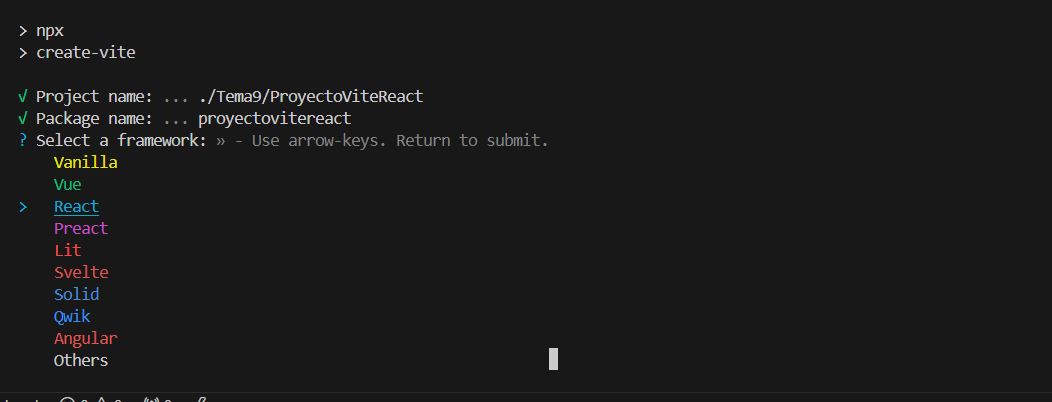 > npx
> create-vite
√ Project name: ... ./Tema9/ProyectoViteReact
√ Package name: ... proyectovitereact
? Select a framework: » - Use arrow-keys. Return to submit.
Vanilla
Vue
> React
Preact
Lit
Svelte
Solid
Qwik
Angular
Others